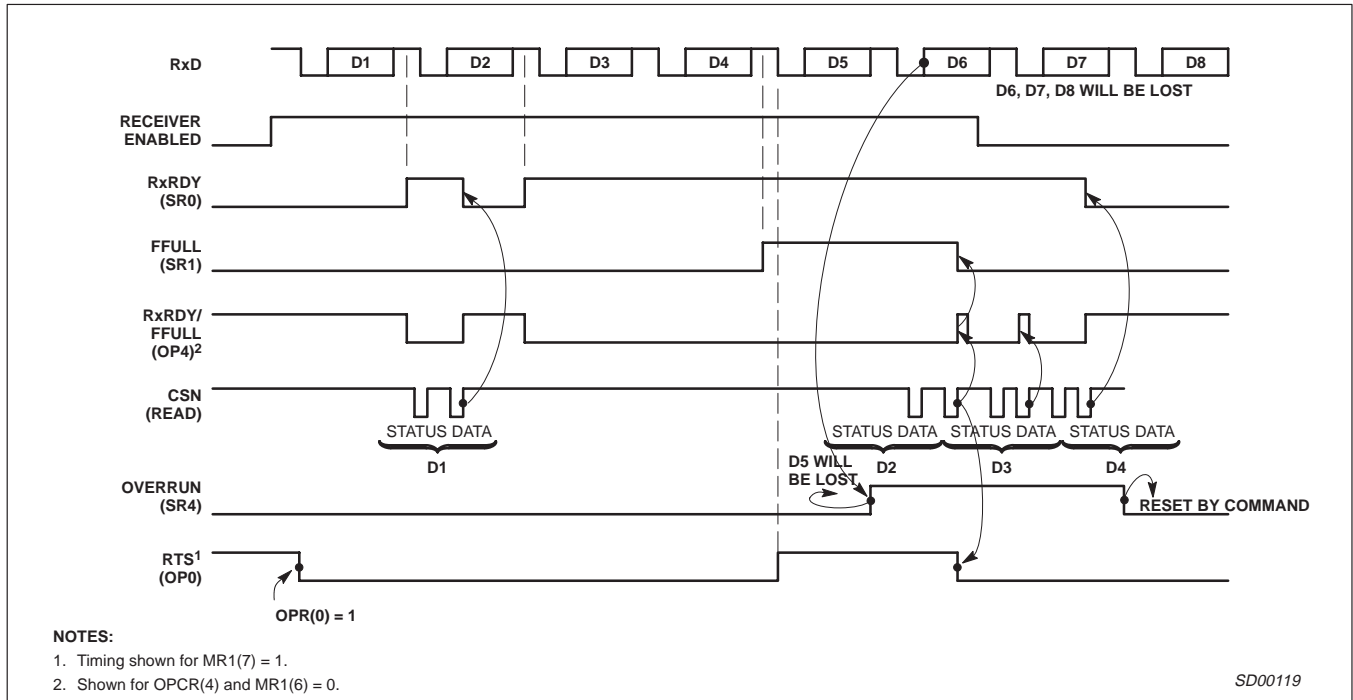 RxD
D1 D2 D3 D4 D5 D6 D7 D8
D6, D7, D8 WILL BE LOST
RECEIVER
ENABLED
RxRDY
(SR0)
FFULL
(SR1)
RxRDY/
FFULL
(OP4)2
CSN
(READ)
STATUS DATA STATUS DATA STATUS DATA STATUS DATA
D1 D2 D3 D4
D5 WILL
BE LOST
OVERRUN
(SR4)
RESET BY COMMAND
RTS1
(OP0)
OPR(0) = 1
NOTES:
1. Timing shown for MR1(7) = 1.
2. Shown for OPCR(4) and MR1(6) = 0.
SD00119